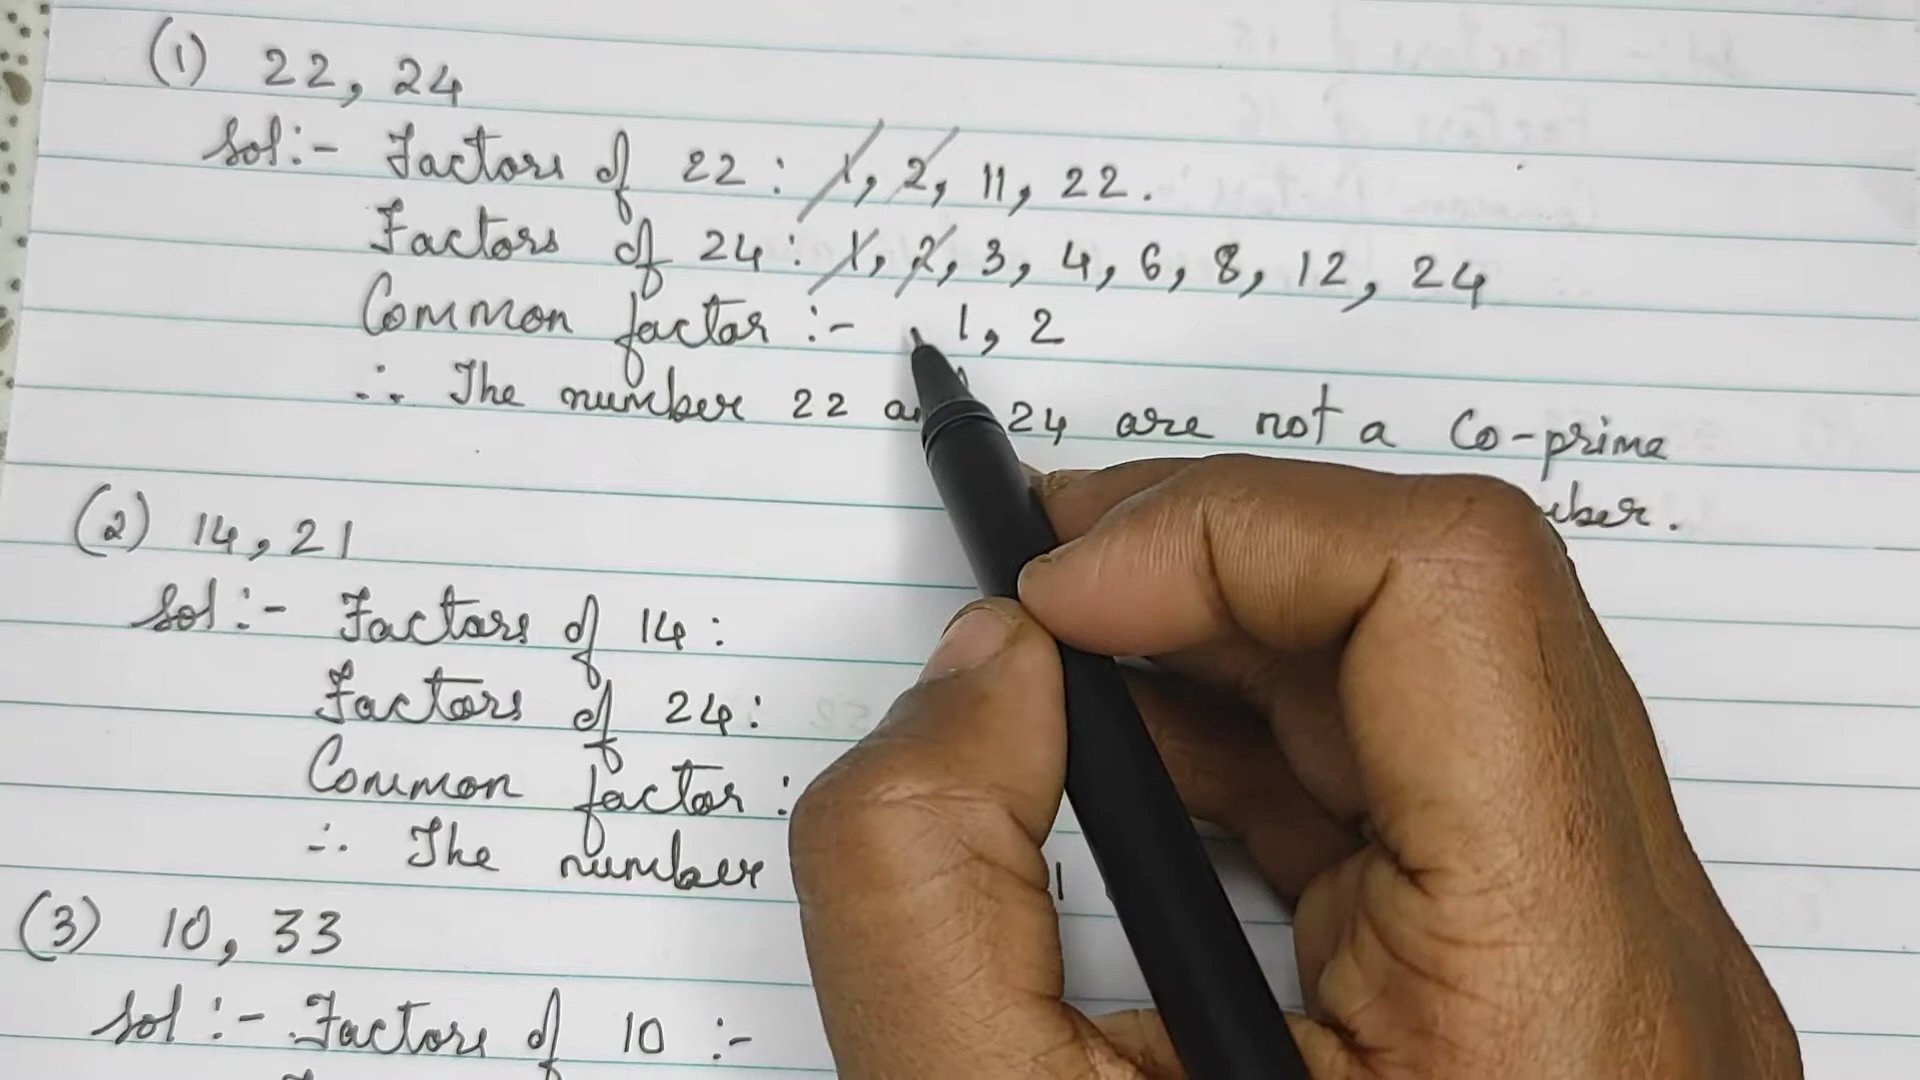 (1) 22, 24
Sol:- Factors of 22 : 1, 2, 11, 22.
Factors of 24 : 1, 2, 3, 4, 6, 8, 12, 24
Common factor :- 1, 2
∴ The number 22 24 are not a Co-prime
(2) 14, 21
Sol :- Factors of 14 :
Factors of 24 :
Common factor :
∴ The number
(3) 10, 33
Sol :- Factors of 10 :-